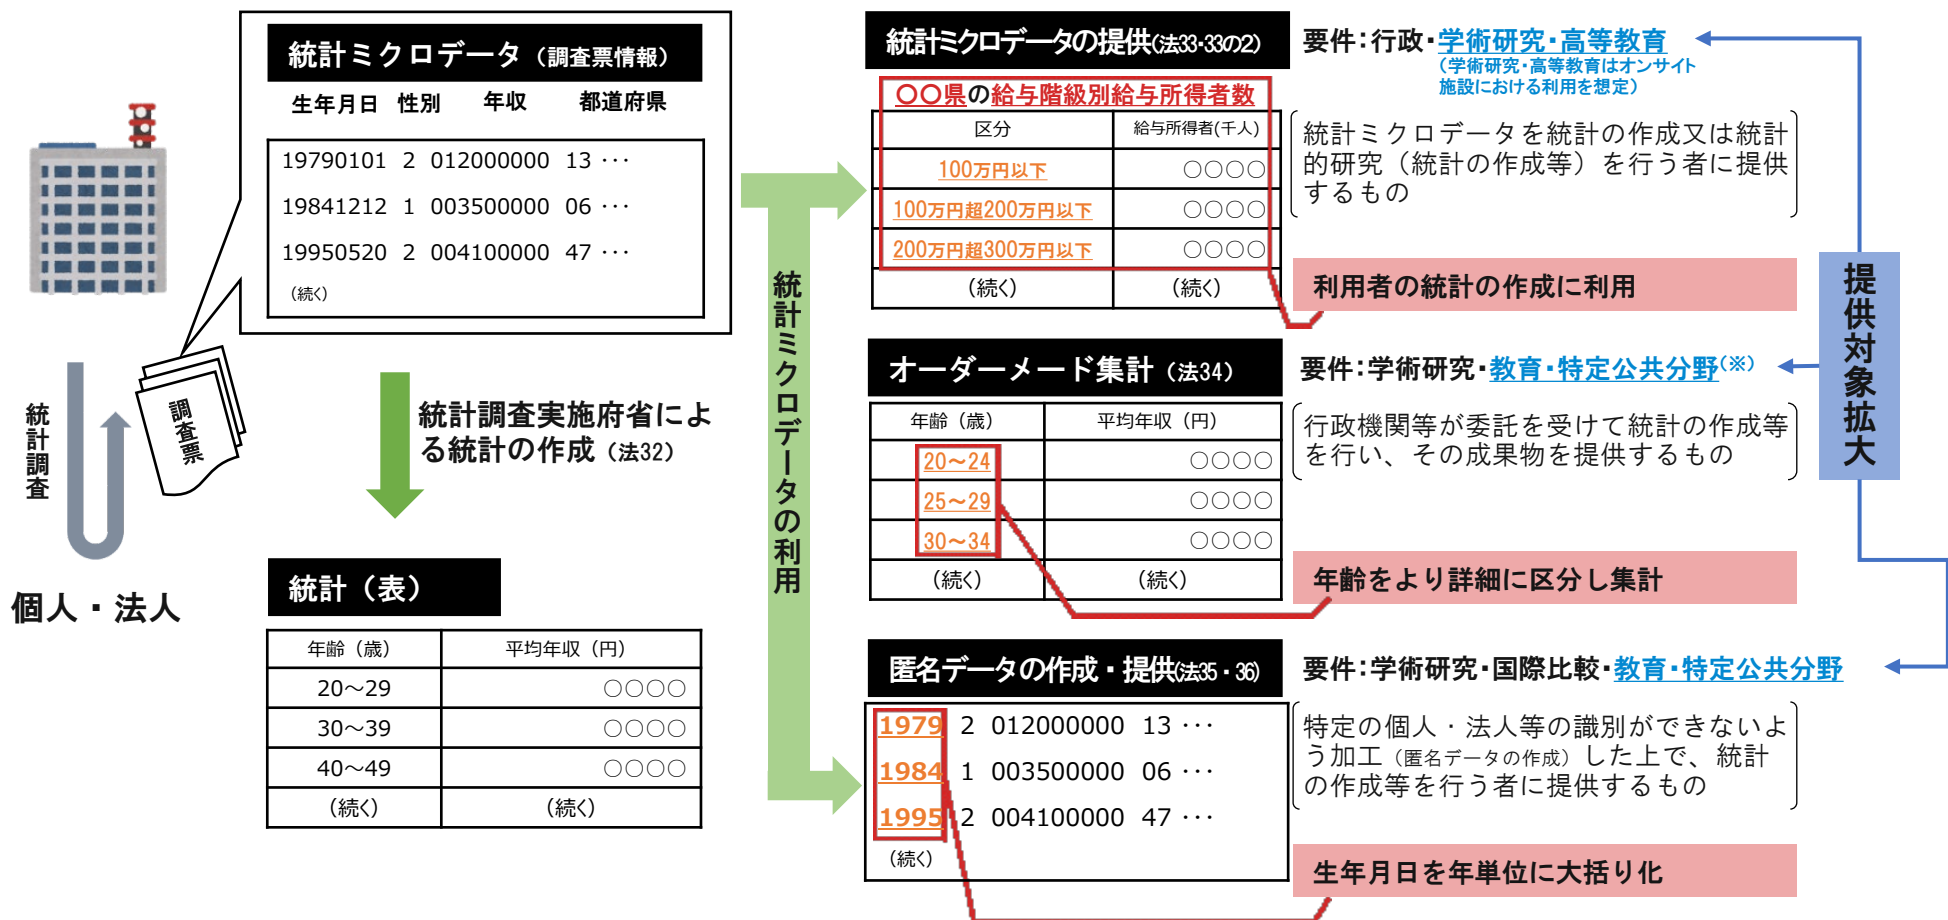 統計ミクロデータ（調査票情報）
生年月日 性別 年収 都道府県
19790101 2 012000000 13 ･･･
19841212 1 003500000 06 ･･･
19950520 2 004100000 47 ･･･
(続く)
調査票
統計調査
個人・法人
統計調査実施府省によ
る統計の作成（法32）
統計（表）
年齢（歳） 平均年収（円）
20～29 ○○○○
30～39 ○○○○
40～49 ○○○○
(続く) (続く)
統計ミクロデータの利用
統計ミクロデータの提供(法33・33の2)
要件：行政・学術研究・高等教育
（学術研究・高等教育はオンサイト
施設における利用を想定）
〇〇県の給与階級別給与所得者数
区分 給与所得者(千人)
100万円以下 ○○○○
100万円超200万円以下 ○○○○
200万円超300万円以下 ○○○○
(続く) (続く)
統計ミクロデータを統計の作成又は統計
的研究（統計の作成等）を行う者に提供
するもの
利用者の統計の作成に利用
オーダーメード集計（法34）
要件：学術研究・教育・特定公共分野(※)
年齢（歳） 平均年収（円）
20～24 ○○○○
25～29 ○○○○
30～34 ○○○○
(続く) (続く)
行政機関等が委託を受けて統計の作成等
を行い、その成果物を提供するもの
年齢をより詳細に区分し集計
匿名データの作成・提供(法35・36)
要件：学術研究・国際比較・教育・特定公共分野
1979 2 012000000 13 ･･･
1984 1 003500000 06 ･･･
1995 2 004100000 47 ･･･
(続く)
特定の個人・法人等の識別ができないよ
う加工（匿名データの作成）した上で、統計
の作成等を行う者に提供するもの
生年月日を年単位に大括り化
提供対象拡大